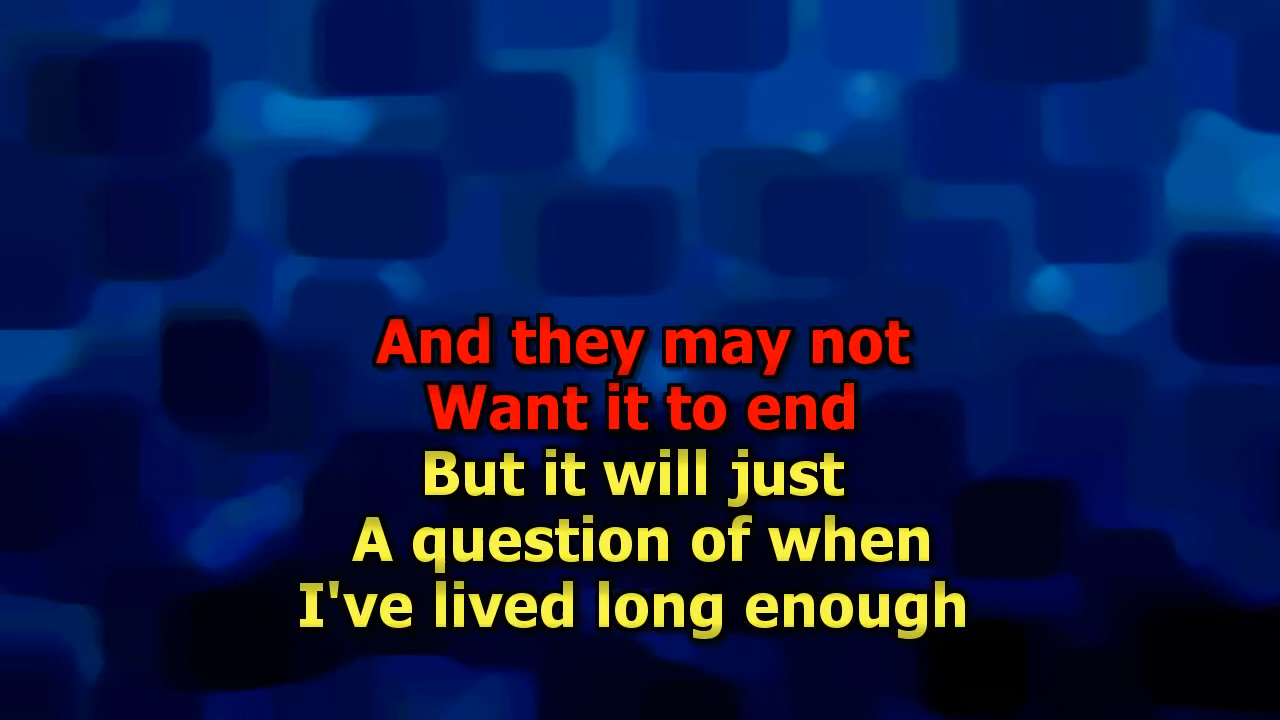 And they may not
Want it to end
But it will just
A question of when
I've lived long enough